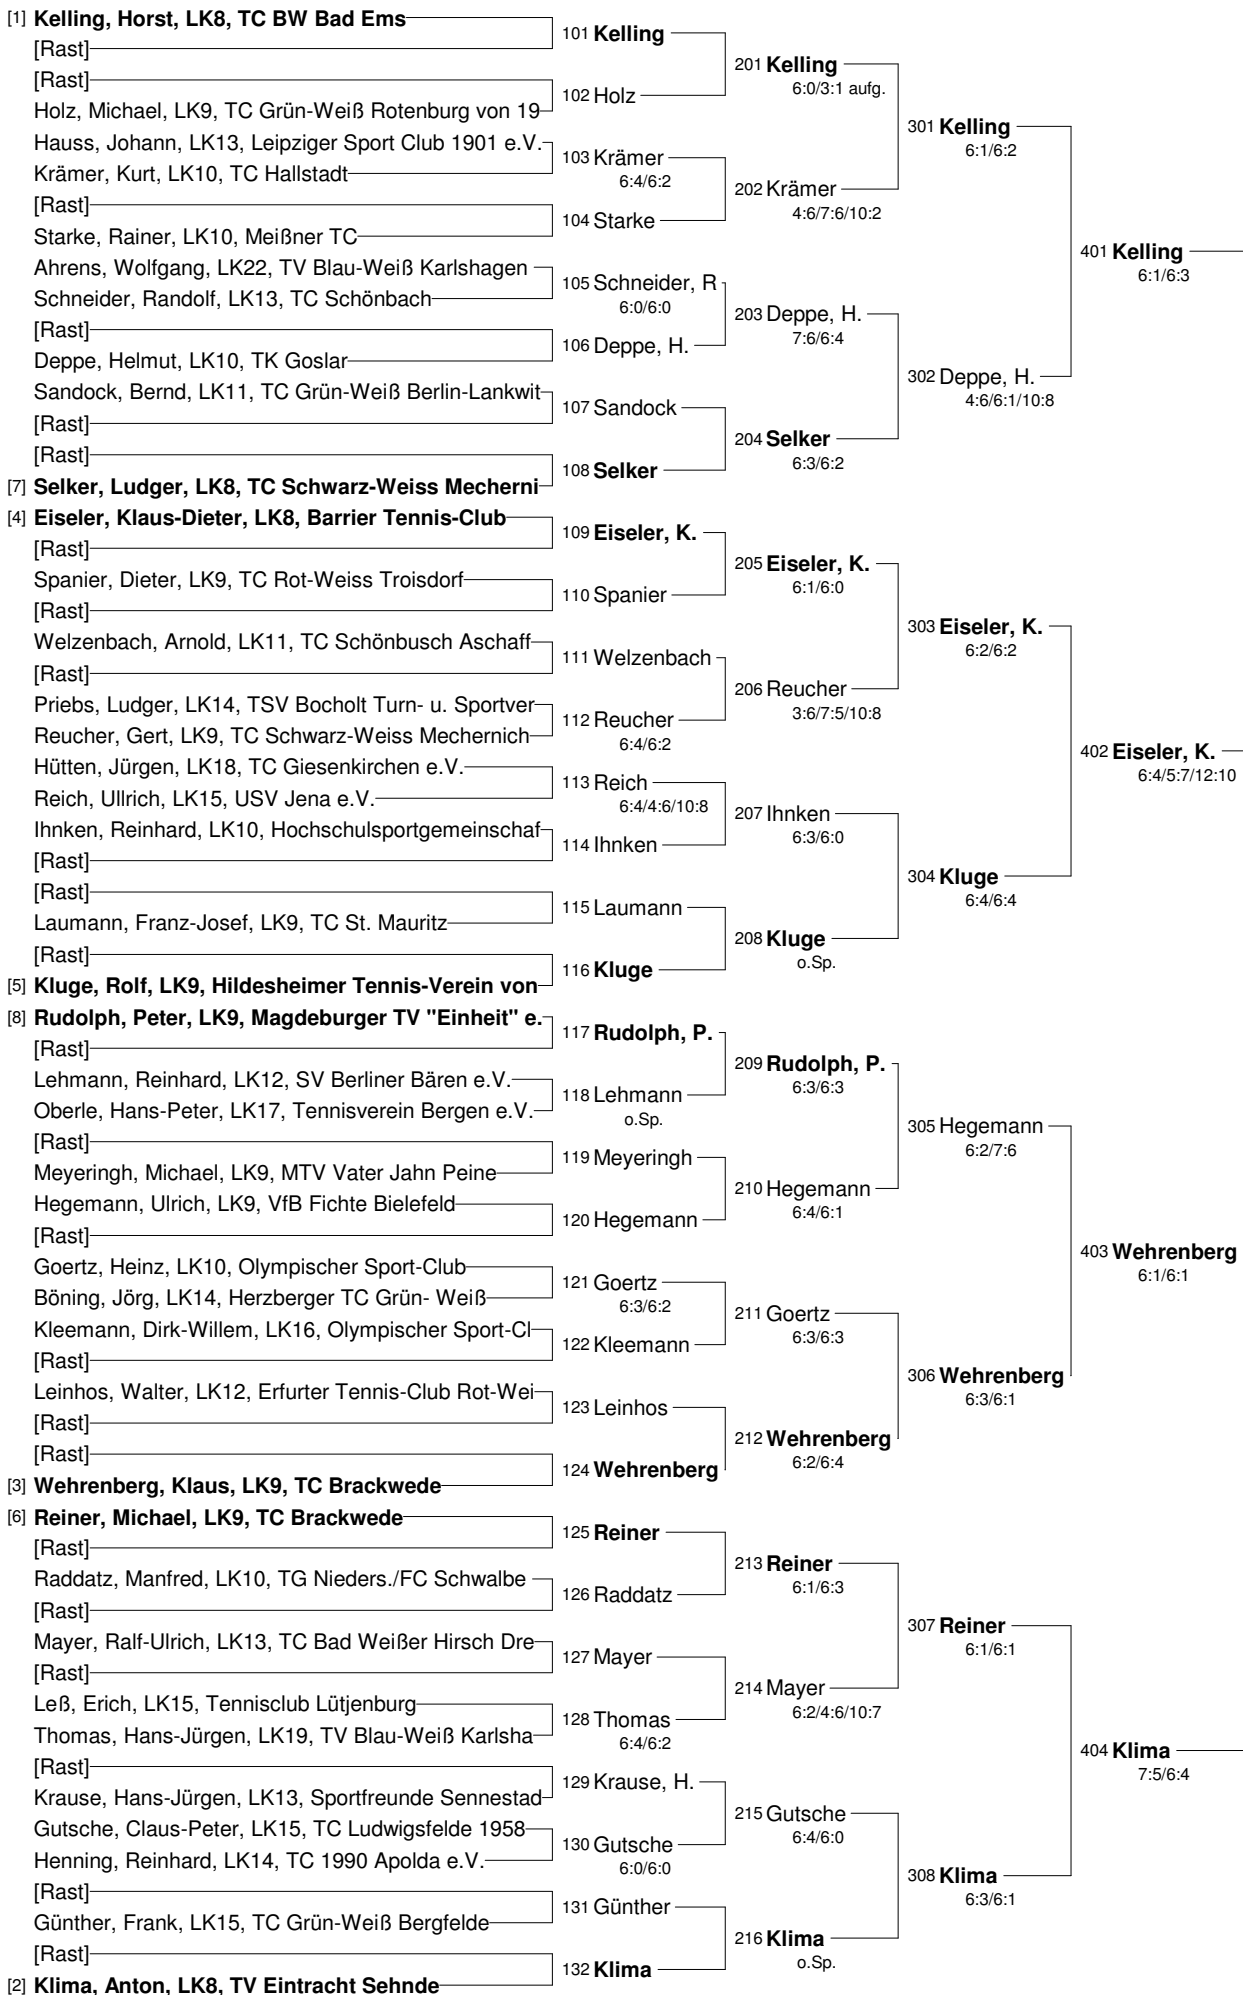 [1] Kelling, Horst, LK8, TC BW Bad Ems
[Rast]
[Rast]
Holz, Michael, LK9, TC Grün-Weiß Rotenburg von 19
Hauss, Johann, LK13, Leipziger Sport Club 1901 e.V.
Krämer, Kurt, LK10, TC Hallstadt
[Rast]
Starke, Rainer, LK10, Meißner TC
Ahrens, Wolfgang, LK22, TV Blau-Weiß Karlshagen
Schneider, Randolf, LK13, TC Schönbach
[Rast]
Deppe, Helmut, LK10, TK Goslar
Sandock, Bernd, LK11, TC Grün-Weiß Berlin-Lankwit
[Rast]
[Rast]
[7] Selker, Ludger, LK8, TC Schwarz-Weiss Mecherni
[4] Eiseler, Klaus-Dieter, LK8, Barrier Tennis-Club
[Rast]
Spanier, Dieter, LK9, TC Rot-Weiss Troisdorf
[Rast]
Welzenbach, Arnold, LK11, TC Schönbusch Aschaff
[Rast]
Priebs, Ludger, LK14, TSV Bocholt Turn- u. Sportver
Reucher, Gert, LK9, TC Schwarz-Weiss Mechernich
Hütten, Jürgen, LK18, TC Giesenkirchen e.V.
Reich, Ullrich, LK15, USV Jena e.V.
Ihnken, Reinhard, LK10, Hochschulsportgemeinschaf
[Rast]
[Rast]
Laumann, Franz-Josef, LK9, TC St. Mauritz
[Rast]
[5] Kluge, Rolf, LK9, Hildesheimer Tennis-Verein von
[8] Rudolph, Peter, LK9, Magdeburger TV "Einheit" e.
[Rast]
Lehmann, Reinhard, LK12, SV Berliner Bären e.V.
Oberle, Hans-Peter, LK17, Tennisverein Bergen e.V.
[Rast]
Meyeringh, Michael, LK9, MTV Vater Jahn Peine
Hegemann, Ulrich, LK9, VfB Fichte Bielefeld
[Rast]
Goertz, Heinz, LK10, Olympischer Sport-Club
Böning, Jörg, LK14, Herzberger TC Grün- Weiß
Kleemann, Dirk-Willem, LK16, Olympischer Sport-Cl
[Rast]
Leinhos, Walter, LK12, Erfurter Tennis-Club Rot-Wei
[Rast]
[Rast]
[3] Wehrenberg, Klaus, LK9, TC Brackwede
[6] Reiner, Michael, LK9, TC Brackwede
[Rast]
Raddatz, Manfred, LK10, TG Nieders./FC Schwalbe
[Rast]
Mayer, Ralf-Ulrich, LK13, TC Bad Weißer Hirsch Dre
[Rast]
Leß, Erich, LK15, Tennisclub Lütjenburg
Thomas, Hans-Jürgen, LK19, TV Blau-Weiß Karlsha
[Rast]
Krause, Hans-Jürgen, LK13, Sportfreunde Sennestad
Gutsche, Claus-Peter, LK15, TC Ludwigsfelde 1958
Henning, Reinhard, LK14, TC 1990 Apolda e.V.
[Rast]
Günther, Frank, LK15, TC Grün-Weiß Bergfelde
[Rast]
[2] Klima, Anton, LK8, TV Eintracht Sehnde
101 Kelling
102 Holz
103 Krämer
6:4/6:2
104 Starke
105 Schneider, R
6:0/6:0
106 Deppe, H.
107 Sandock
108 Selker
109 Eiseler, K.
110 Spanier
111 Welzenbach
112 Reucher
6:4/6:2
113 Reich
6:4/4:6/10:8
114 Ihnken
115 Laumann
116 Kluge
117 Rudolph, P.
118 Lehmann
o.Sp.
119 Meyeringh
120 Hegemann
121 Goertz
6:3/6:2
122 Kleemann
123 Leinhos
124 Wehrenberg
125 Reiner
126 Raddatz
127 Mayer
128 Thomas
6:4/6:2
129 Krause, H.
130 Gutsche
6:0/6:0
131 Günther
132 Klima
201 Kelling
6:0/3:1 aufg.
202 Krämer
4:6/7:6/10:2
203 Deppe, H.
7:6/6:4
204 Selker
6:3/6:2
205 Eiseler, K.
6:1/6:0
206 Reucher
3:6/7:5/10:8
207 Ihnken
6:3/6:0
208 Kluge
o.Sp.
209 Rudolph, P.
6:3/6:3
210 Hegemann
6:4/6:1
211 Goertz
6:3/6:3
212 Wehrenberg
6:2/6:4
213 Reiner
6:1/6:3
214 Mayer
6:2/4:6/10:7
215 Gutsche
6:4/6:0
216 Klima
o.Sp.
301 Kelling
6:1/6:2
302 Deppe, H.
4:6/6:1/10:8
303 Eiseler, K.
6:2/6:2
304 Kluge
6:4/6:4
305 Hegemann
6:2/7:6
306 Wehrenberg
6:3/6:1
307 Reiner
6:1/6:1
308 Klima
6:3/6:1
401 Kelling
6:1/6:3
402 Eiseler, K.
6:4/5:7/12:10
403 Wehrenberg
6:1/6:1
404 Klima
7:5/6:4